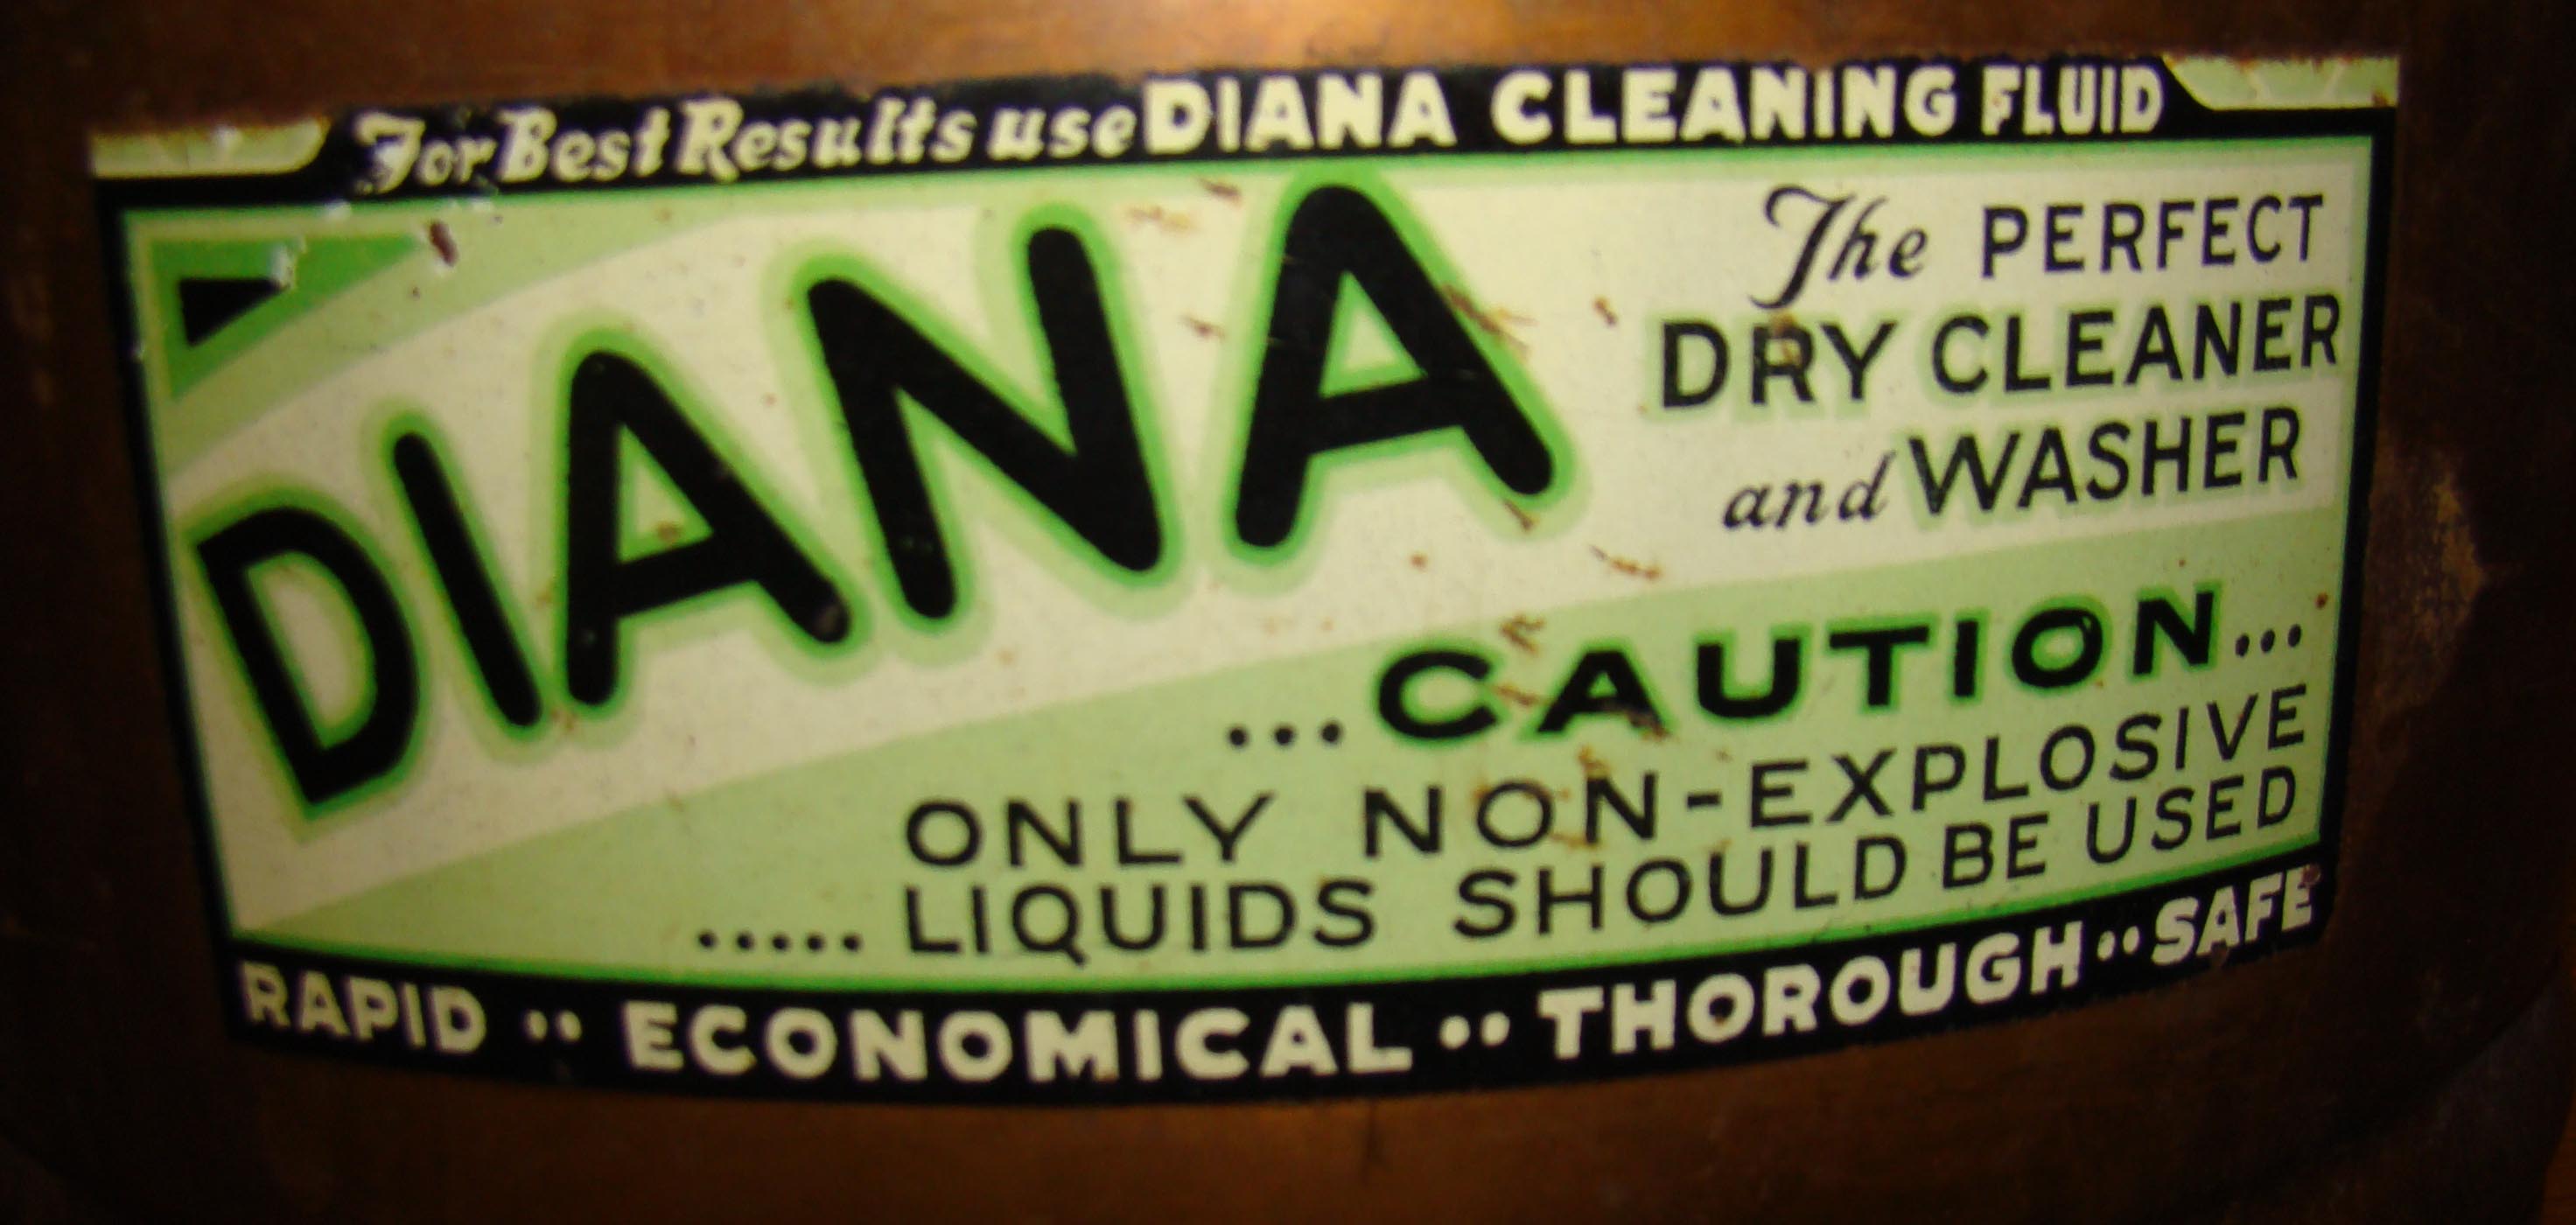 For Best Results use DIANA CLEANING FLUID
DIANA
The PERFECT
DRY CLEANER
and WASHER
...CAUTION...
ONLY NON-EXPLOSIVE
..... LIQUIDS SHOULD BE USED
RAPID •• ECONOMICAL •• THOROUGH •• SAFE